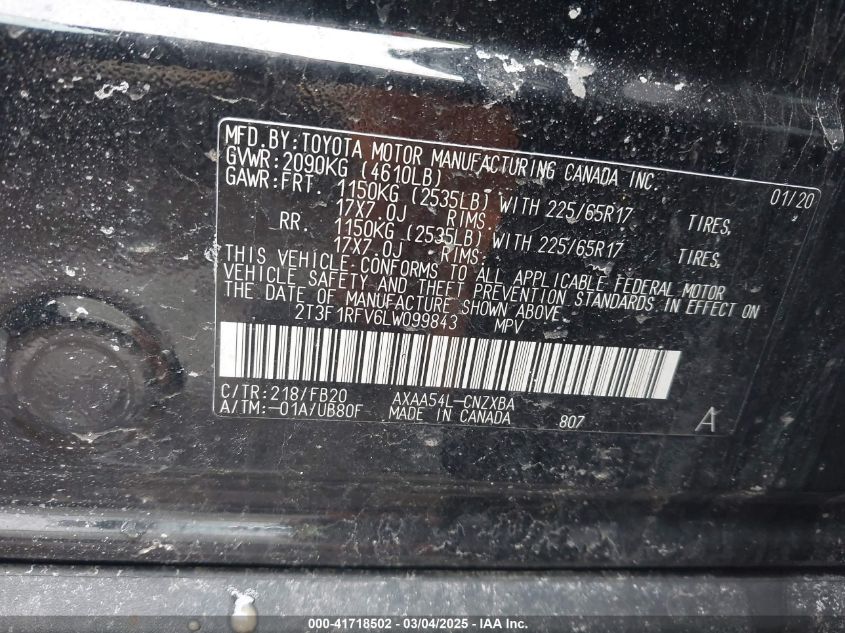 MFD.BY:TOYOTA MOTOR MANUFACTURING CANADA INC.
GVWR:2090KG (4610LB) 01/20
GAWR:FRT. 1150KG (2535LB) WITH 225/65R17 TIRES,
17X7.0J RIMS.
RR. 1150KG (2535LB) WITH 225/65R17 TIRES,
17X7.0J RIMS.
THIS VEHICLE CONFORMS TO ALL APPLICABLE FEDERAL MOTOR
VEHICLE SAFETY AND THEFT PREVENTION STANDARDS IN EFFECT ON
THE DATE OF MANUFACTURE SHOWN ABOVE.
2T3F1RFV6LW099843 MPV
C/TR:218/FB20 AXAA54L-CNZXBA
A/TM:-01A/UB80F MADE IN CANADA 807 A
000-41718502 - 03/04/2025 - IAA Inc.